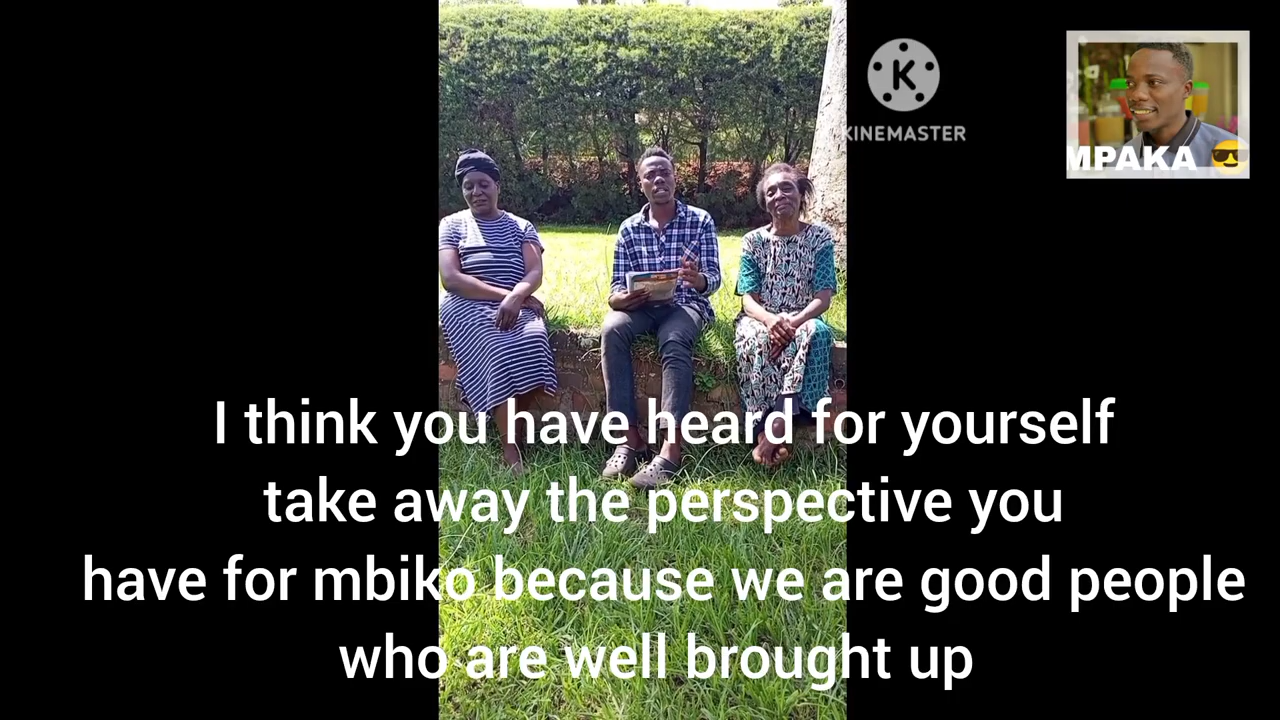 KINEMASTER
MPAKA 😎
I think you have heard for yourself
take away the perspective you
have for mbiko because we are good people
who are well brought up